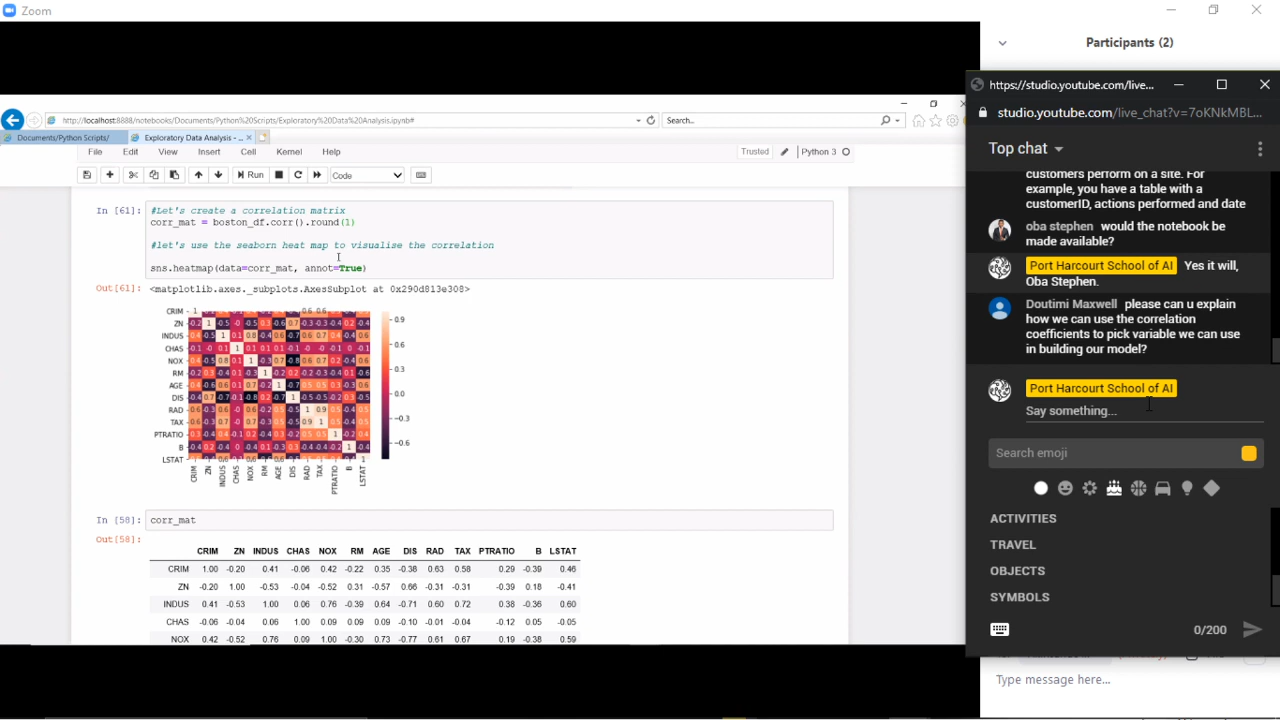 Zoom
http://localhost:8888/notebooks/Documents/Python%20Scripts/Exploratory%20Data%20Analysis.ipynb#
Search...
Documents/Python Scripts/
Exploratory Data Analysis - ...
File Edit View Insert Cell Kernel Help
Trusted
Python 3
Run
Code
In [61]:
#Let's create a correlation matrix
corr_mat = boston_df.corr().round(1)
#let's use the seaborn heat map to visualise the correlation
sns.heatmap(data=corr_mat, annot=True)
Out[61]: <matplotlib.axes._subplots.AxesSubplot at 0x290d813e308>
CRIM
ZN
INDUS
CHAS
NOX
RM
AGE
DIS
RAD
TAX
PTRATIO
B
LSTAT
CRIM ZN INDUS CHAS NOX RM AGE DIS RAD TAX PTRATIO B LSTAT
0.9
0.6
0.3
0.0
-0.3
-0.6
In [58]: corr_mat
Out[58]:
CRIM ZN INDUS CHAS NOX RM AGE DIS RAD TAX PTRATIO B LSTAT
CRIM 1.00 -0.20 0.41 -0.06 0.42 -0.22 0.35 -0.38 0.63 0.58 0.29 -0.39 0.46
ZN -0.20 1.00 -0.53 -0.04 -0.52 0.31 -0.57 0.66 -0.31 -0.31 -0.39 0.18 -0.41
INDUS 0.41 -0.53 1.00 0.06 0.76 -0.39 0.64 -0.71 0.60 0.72 0.38 -0.36 0.60
CHAS -0.06 -0.04 0.06 1.00 0.09 0.09 0.09 -0.10 -0.01 -0.04 -0.12 0.05 -0.05
NOX 0.42 -0.52 0.76 0.09 1.00 -0.30 0.73 -0.77 0.61 0.67 0.19 -0.38 0.59
Participants (2)
https://studio.youtube.com/live...
studio.youtube.com/live_chat?v=7oKNkMBL...
Top chat
customers perform on a site. For
example, you have a table with a
customerID, actions performed and date
oba stephen would the notebook be
made available?
Port Harcourt School of AI Yes it will,
Oba Stephen.
Doutimi Maxwell please can u explain
how we can use the correlation
coefficients to pick variable we can use
in building our model?
Port Harcourt School of AI
Say something...
Search emoji
ACTIVITIES
TRAVEL
OBJECTS
SYMBOLS
0/200
Type message here...